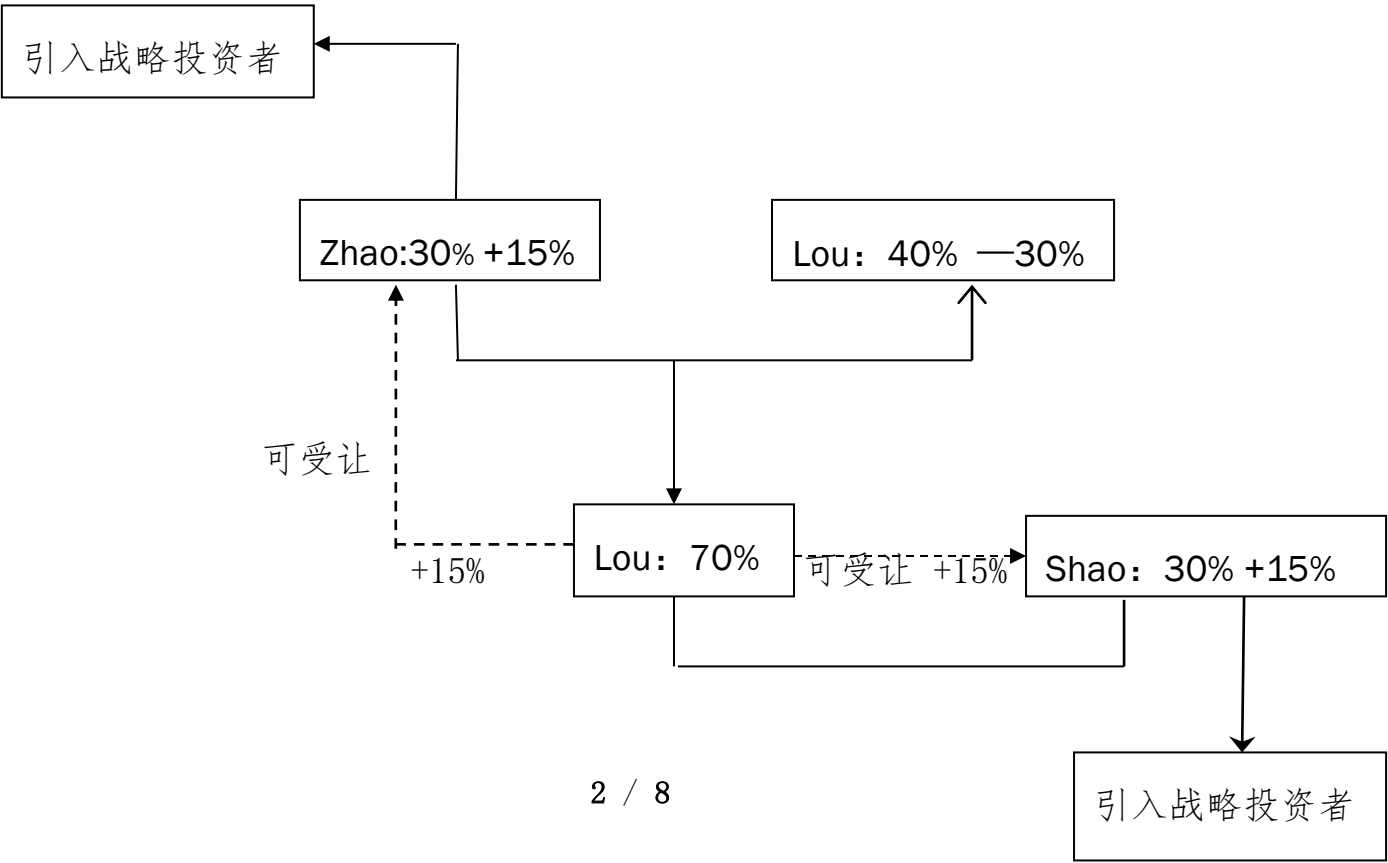 引入战略投资者
Zhao:30% +15%
Lou：40% —30%
可受让
+15%
Lou：70%
可受让 +15%
Shao：30% +15%
2 / 8
引入战略投资者